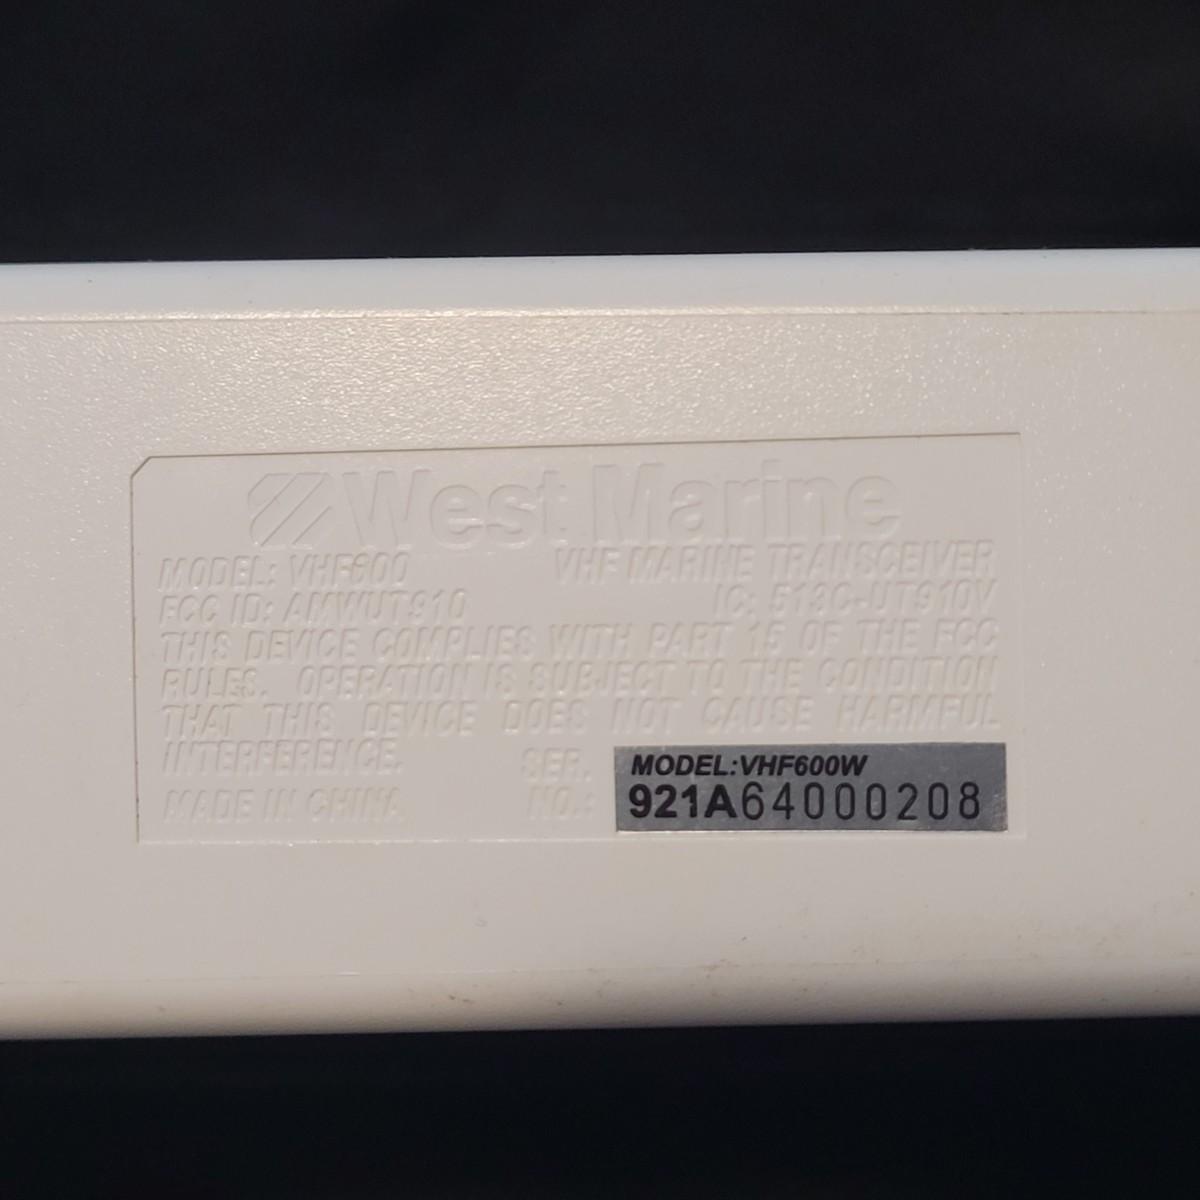 West Marine
MODEL: VHF600 VHF MARINE TRANSCEIVER
FCC ID: AMWUT910 IC: 513C-UT910V
THIS DEVICE COMPLIES WITH PART 15 OF THE FCC
RULES. OPERATION IS SUBJECT TO THE CONDITION
THAT THIS DEVICE DOES NOT CAUSE HARMFUL
INTERFERENCE. SER. MODEL:VHF600W
MADE IN CHINA NO.: 921A64000208